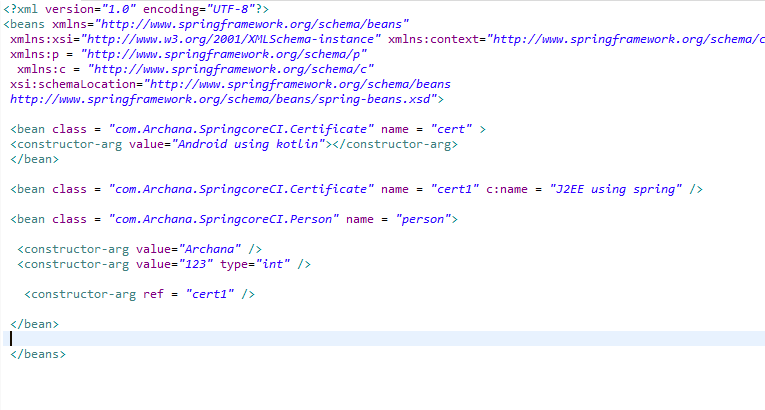 <?xml version="1.0" encoding="UTF-8"?>
<beans xmlns="http://www.springframework.org/schema/beans"
xmlns:xsi="http://www.w3.org/2001/XMLSchema-instance" xmlns:context="http://www.springframework.org/schema/c
xmlns:p = "http://www.springframework.org/schema/p"
xmlns:c = "http://www.springframework.org/schema/c"
xsi:schemaLocation="http://www.springframework.org/schema/beans
http://www.springframework.org/schema/beans/spring-beans.xsd">
<bean class = "com.Archana.SpringcoreCI.Certificate" name = "cert" >
<constructor-arg value="Android using kotlin"></constructor-arg>
</bean>
<bean class = "com.Archana.SpringcoreCI.Certificate" name = "cert1" c:name = "J2EE using spring" />
<bean class = "com.Archana.SpringcoreCI.Person" name = "person">
<constructor-arg value="Archana" />
<constructor-arg value="123" type="int" />
<constructor-arg ref = "cert1" />
</bean>
</beans>